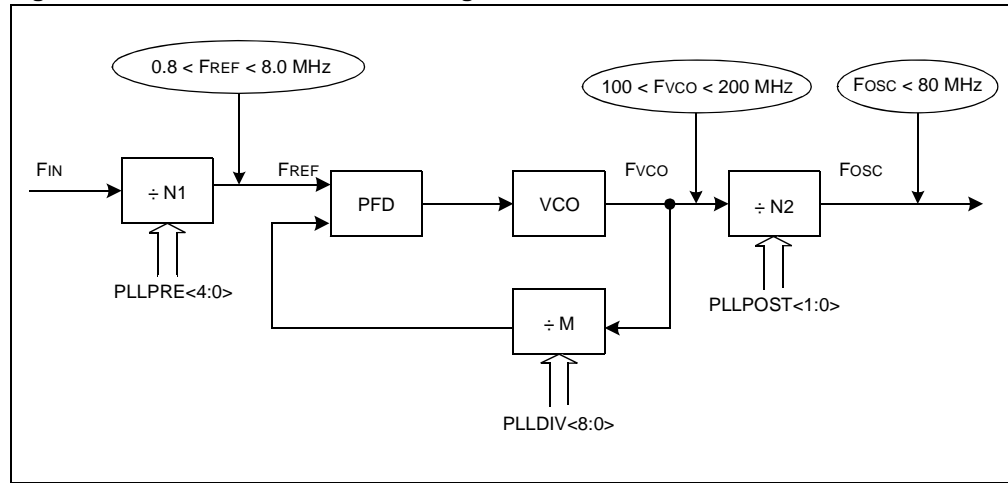 0.8 < FREF < 8.0 MHz
100 < FVCO < 200 MHz
FOSC < 80 MHz
FIN
FREF
FVCO
FOSC
÷ N1
PFD
VCO
÷ N2
PLLPRE<4:0>
PLLPOST<1:0>
÷ M
PLLDIV<8:0>